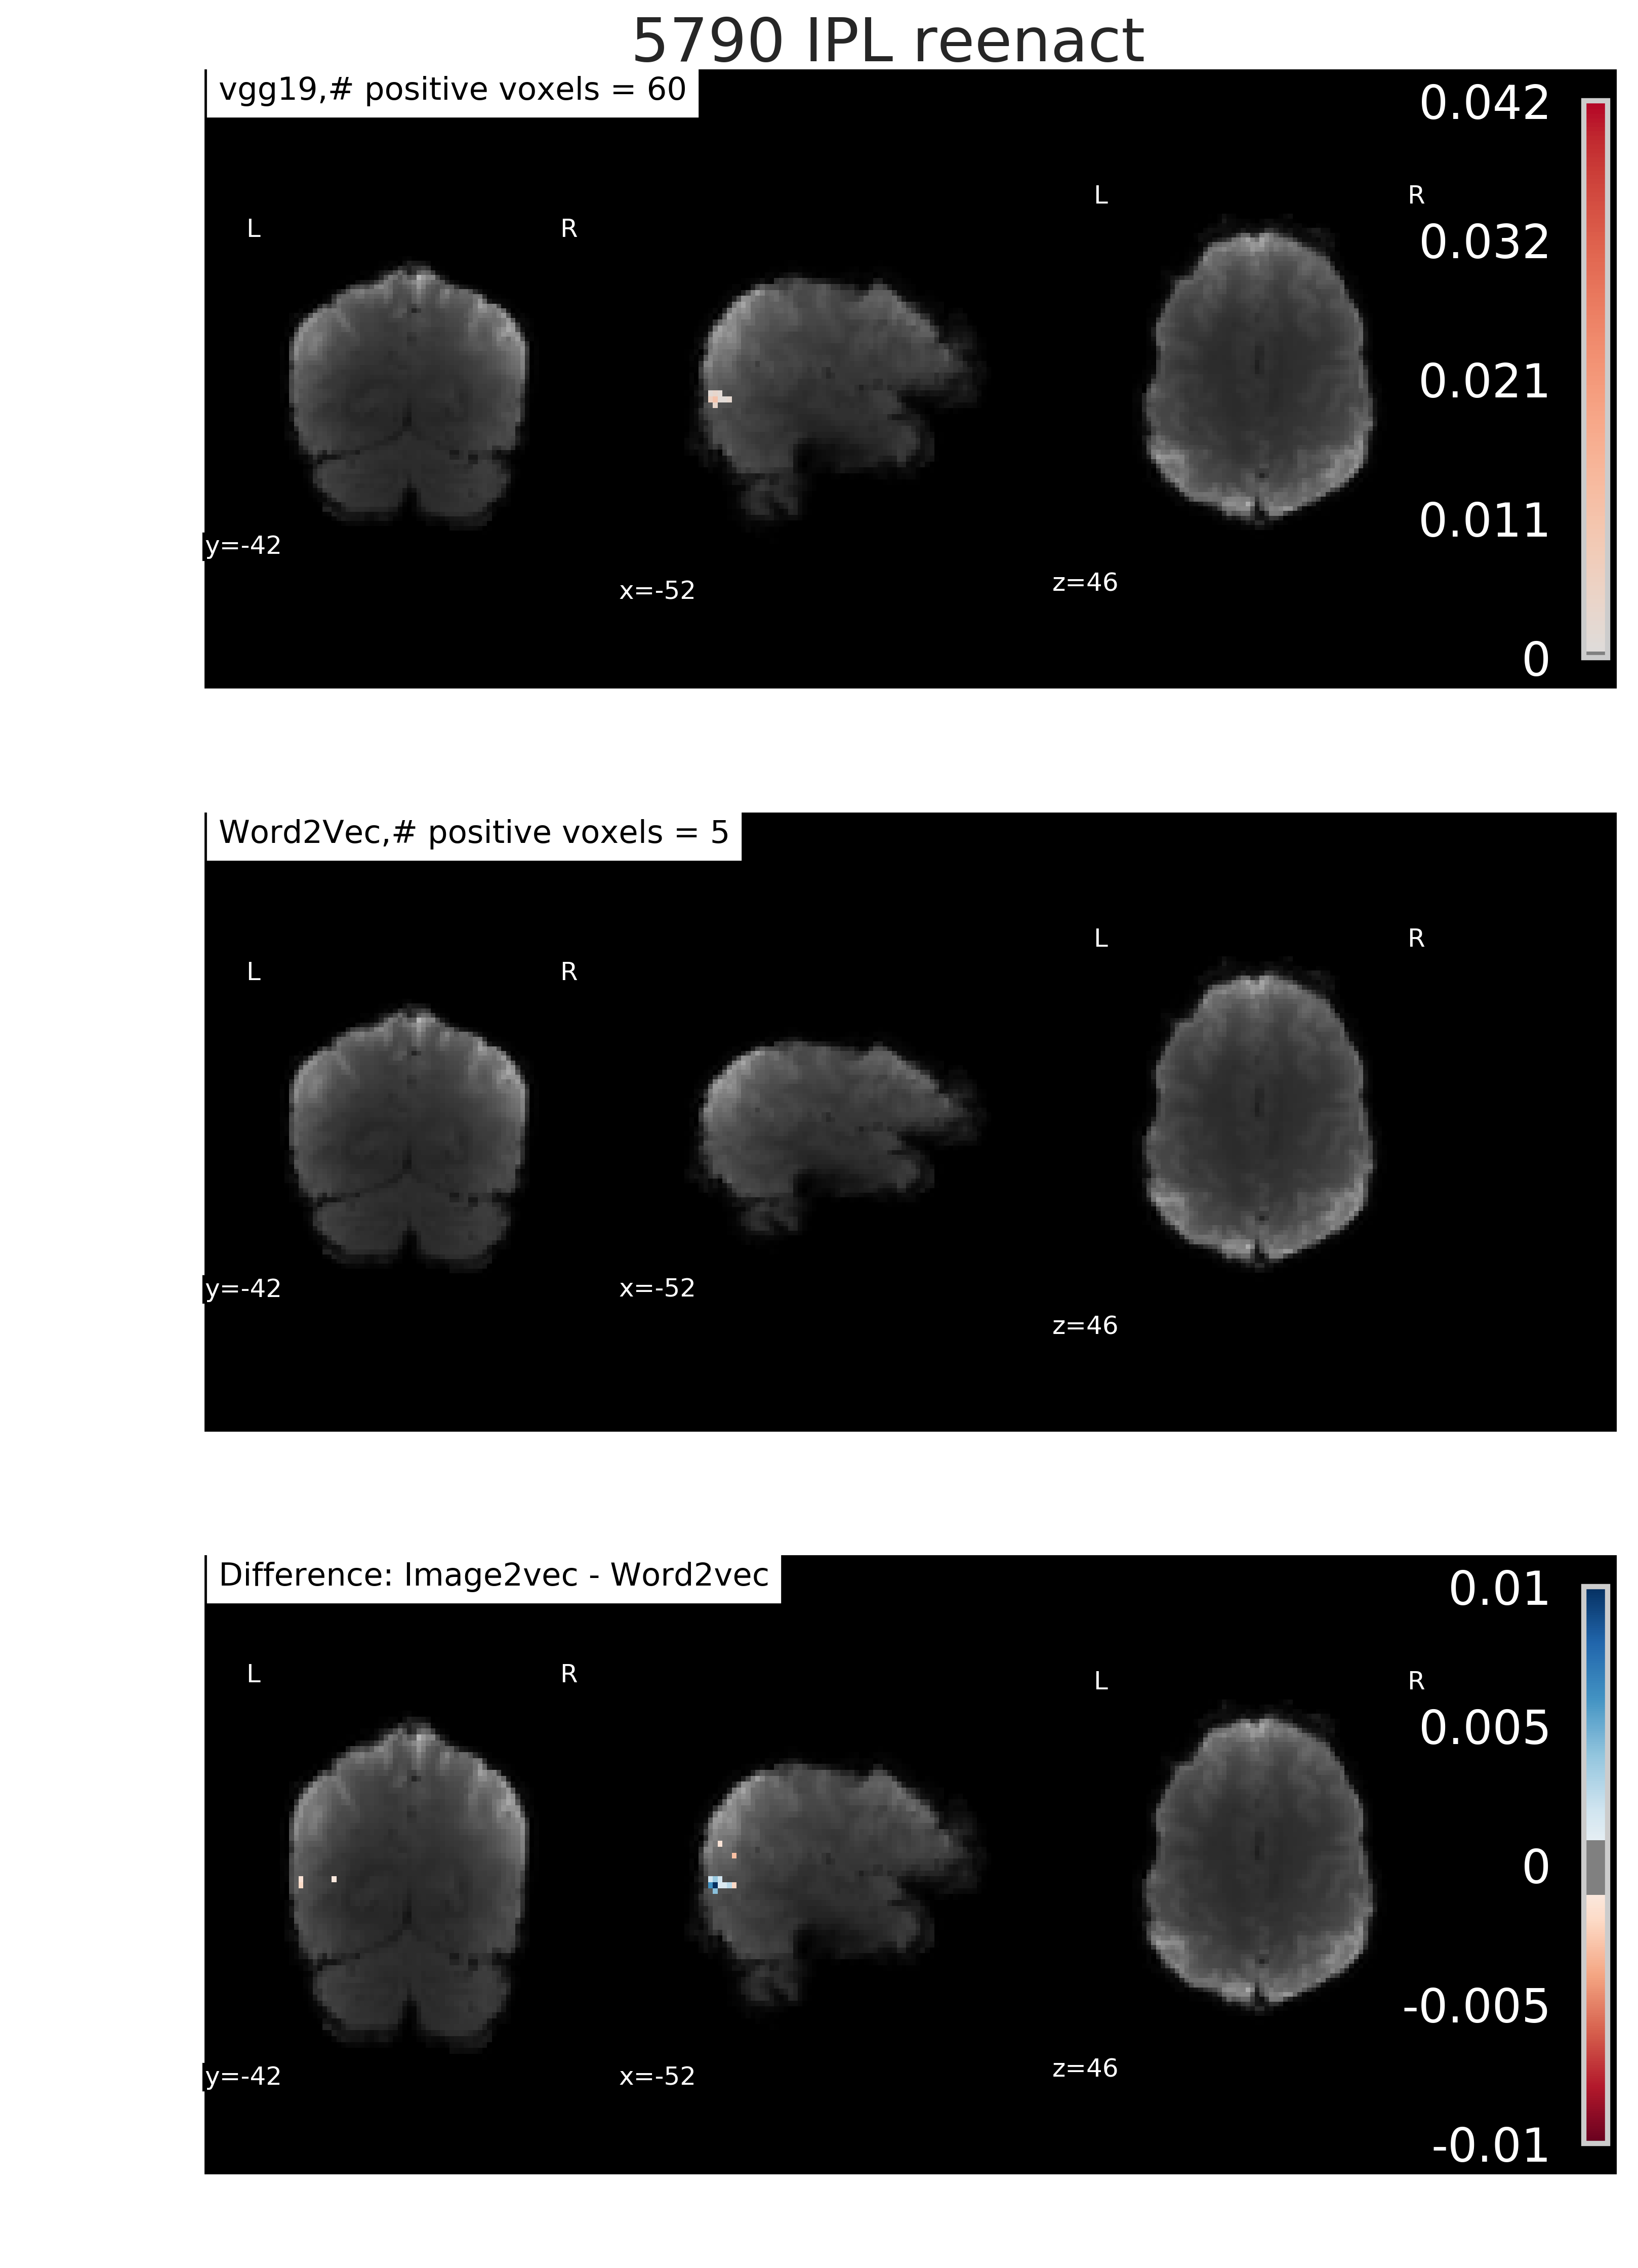 5790 IPL reenact
vgg19,# positive voxels = 60
0.042
L R
L R
0.032
0.021
0.011
y=-42
x=-52
z=46
0
Word2Vec,# positive voxels = 5
L R
L R
y=-42
x=-52
z=46
Difference: Image2vec - Word2vec
0.01
L R
L R
0.005
0
-0.005
y=-42
x=-52
z=46
-0.01